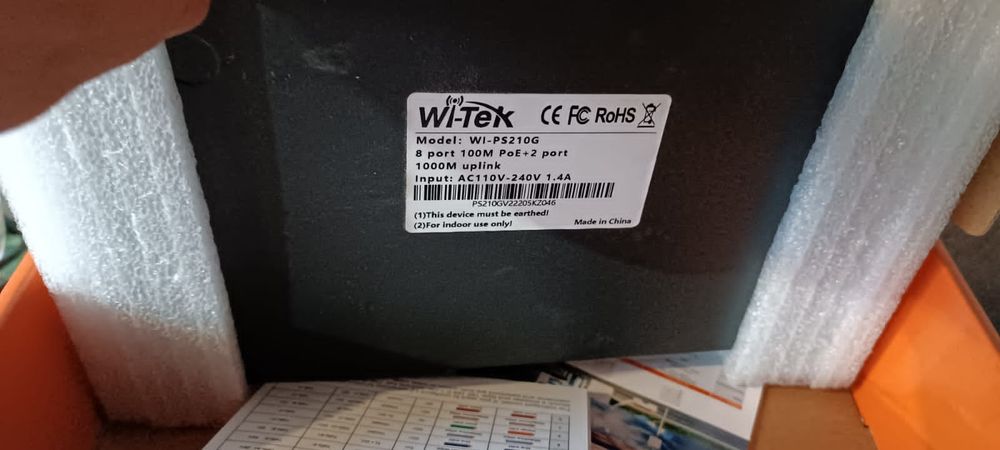 Wi-Tek CE FC RoHS
Model: WI-PS210G
8 port 100M PoE+2 port
1000M uplink
Input: AC110V-240V 1.4A
PS210GV22205KZ046
(1)This device must be earthed!
(2)For indoor use only!
Made in China